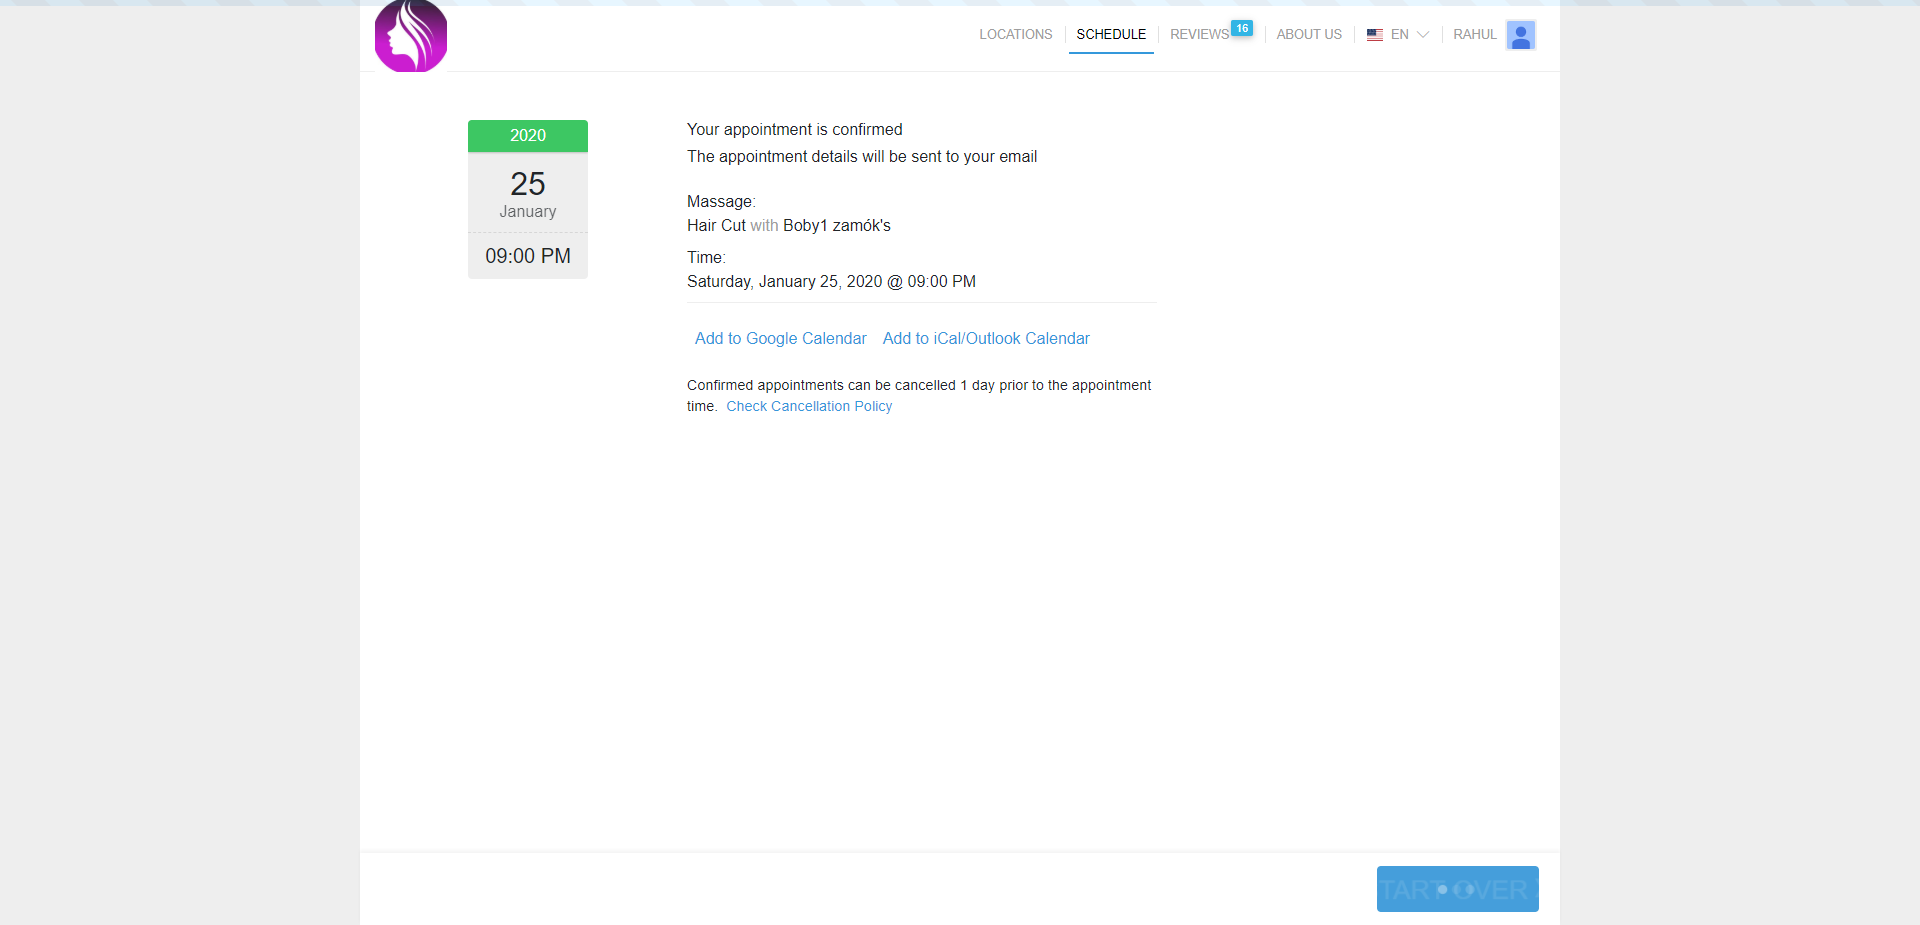 LOCATIONS SCHEDULE REVIEWS 16 ABOUT US EN RAHUL
2020
25
January
09:00 PM
Your appointment is confirmed
The appointment details will be sent to your email
Massage:
Hair Cut with Boby1 zamók's
Time:
Saturday, January 25, 2020 @ 09:00 PM
Add to Google Calendar Add to iCal/Outlook Calendar
Confirmed appointments can be cancelled 1 day prior to the appointment
time. Check Cancellation Policy
TART OVER